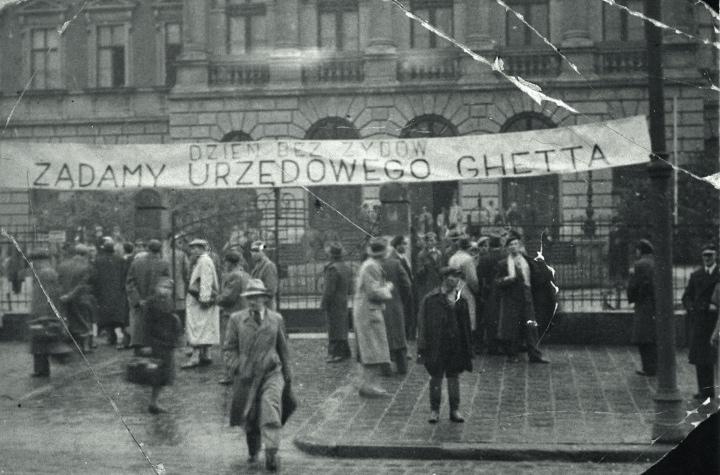 DZIEŃ BEZ ŻYDÓW
ŻĄDAMY URZĘDOWEGO GHETTA